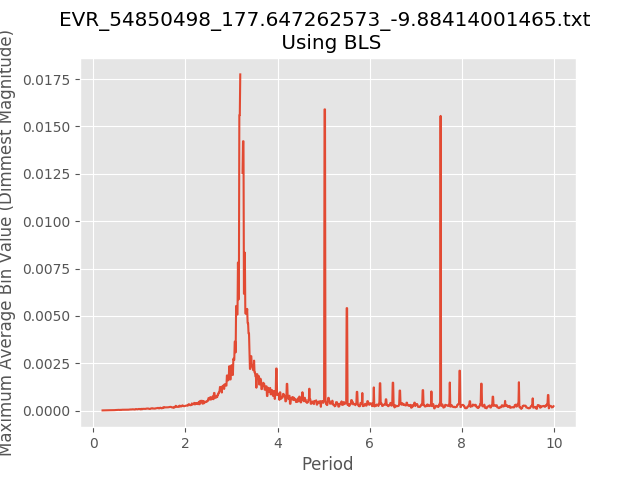 EVR_54850498_177.647262573_-9.88414001465.txt
Using BLS
Maximum Average Bin Value (Dimmest Magnitude)
0.0175
0.0150
0.0125
0.0100
0.0075
0.0050
0.0025
0.0000
0 2 4 6 8 10
Period